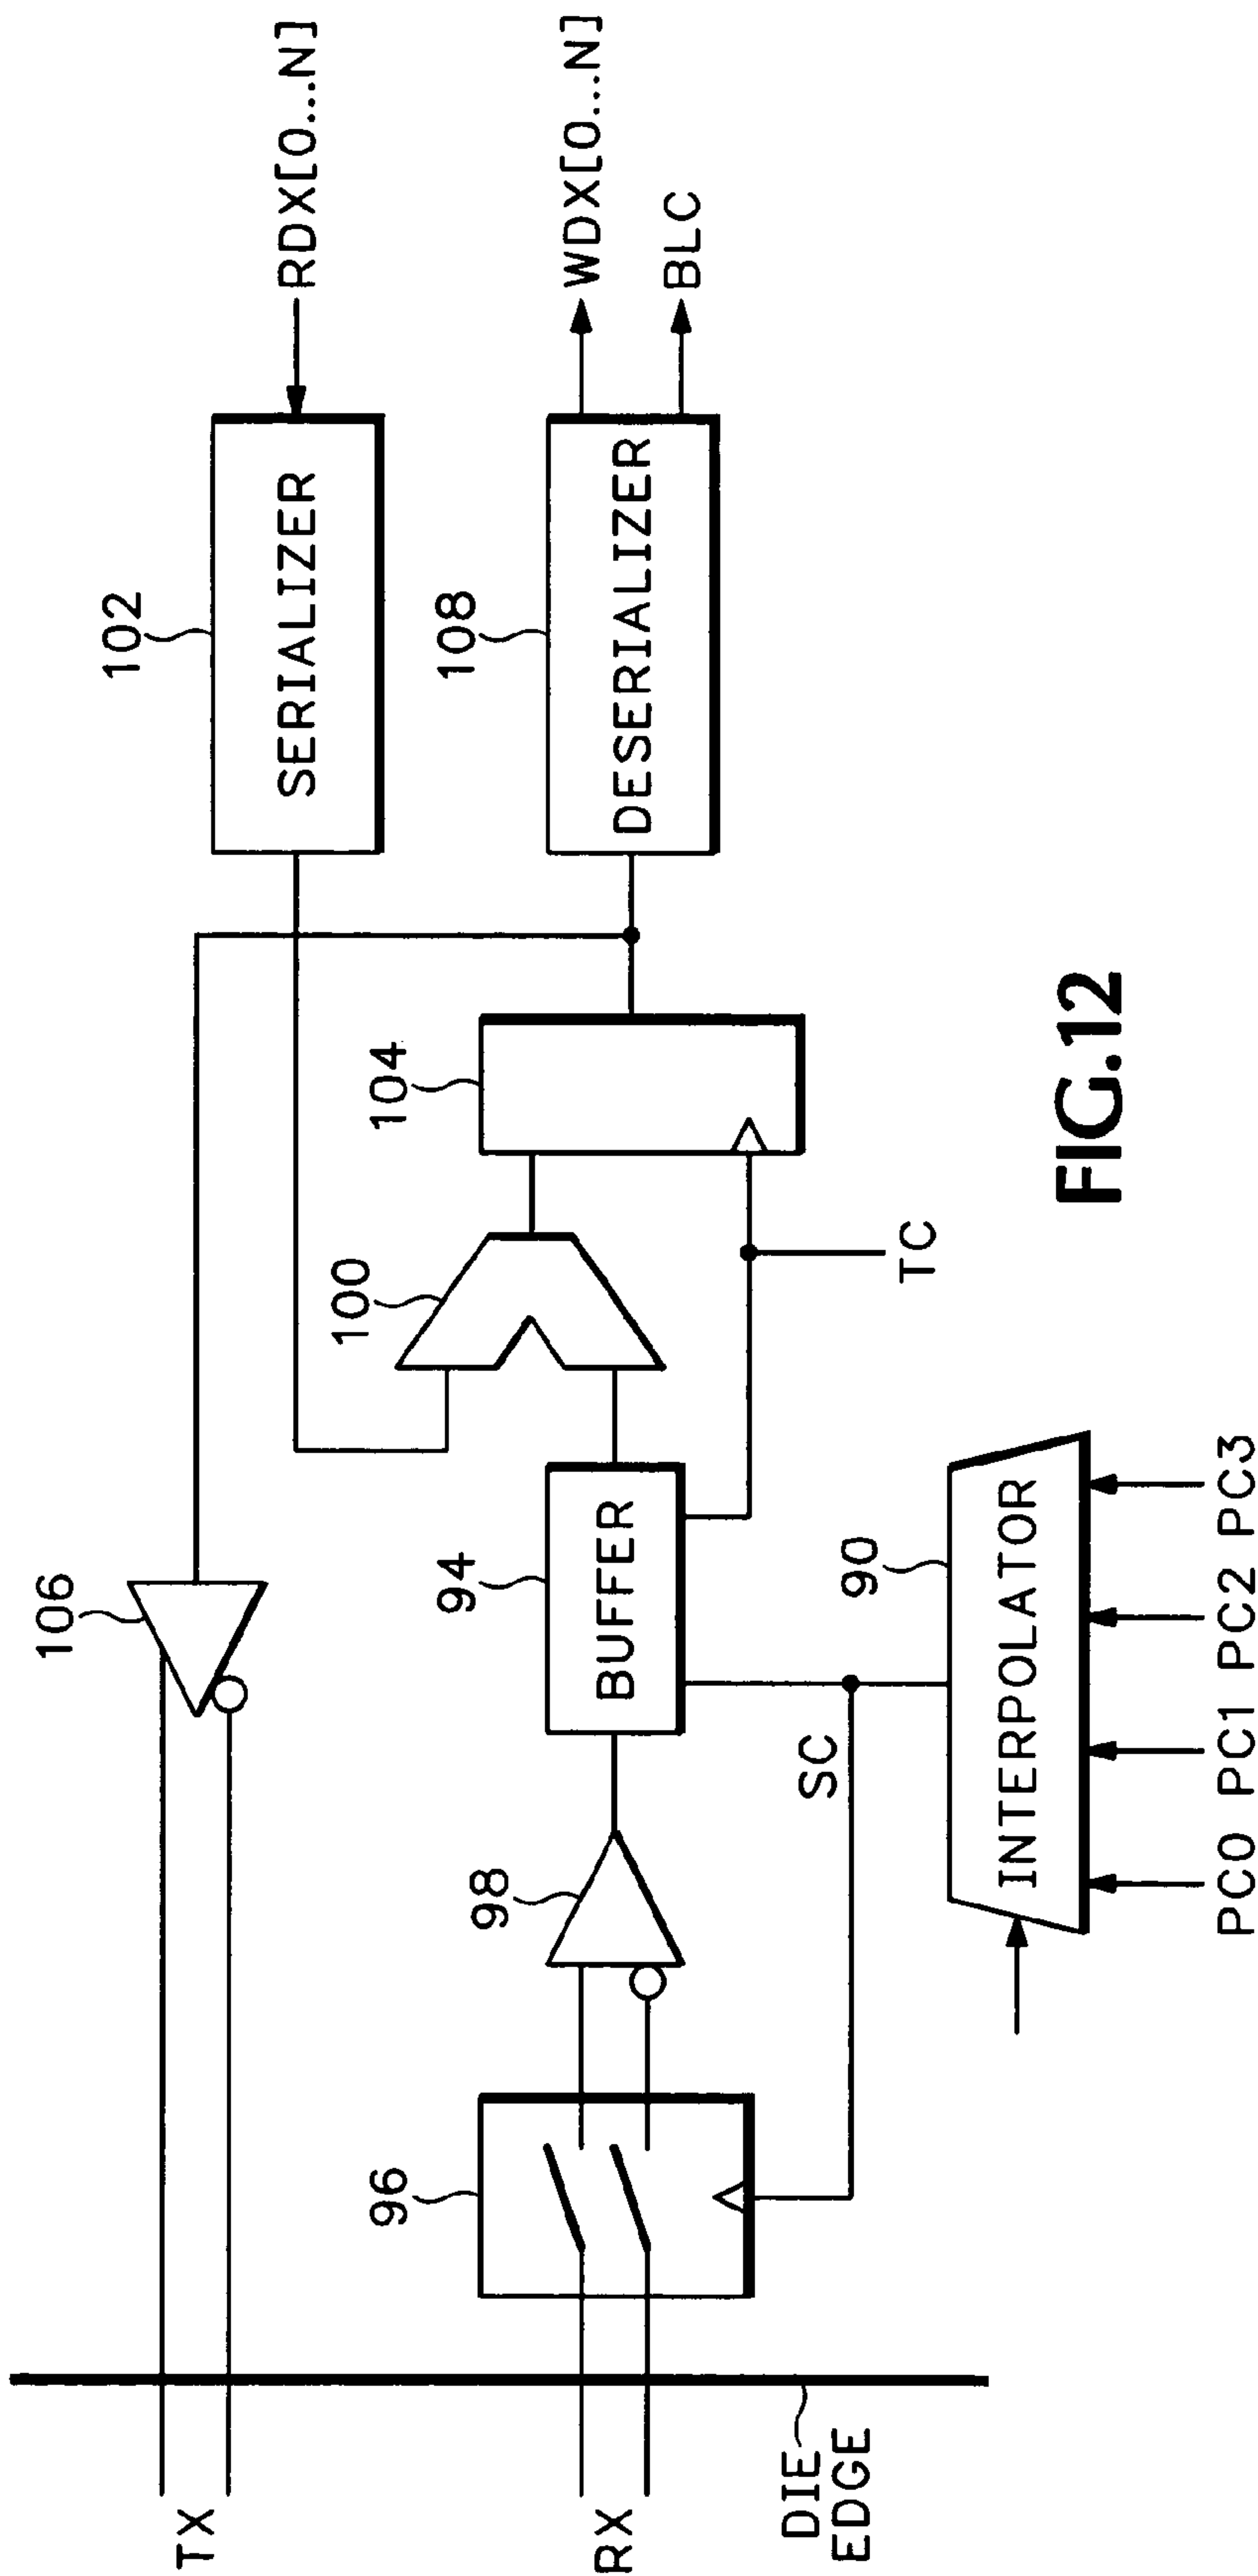 TX
106
102
SERIALIZER
RDX[0...N]
RX
96
98
94
BUFFER
100
104
108
DESERIALIZER
WDX[0...N]
BLC
SC
TC
DIE
EDGE
90
INTERPOLATOR
PC0 PC1 PC2 PC3
FIG.12